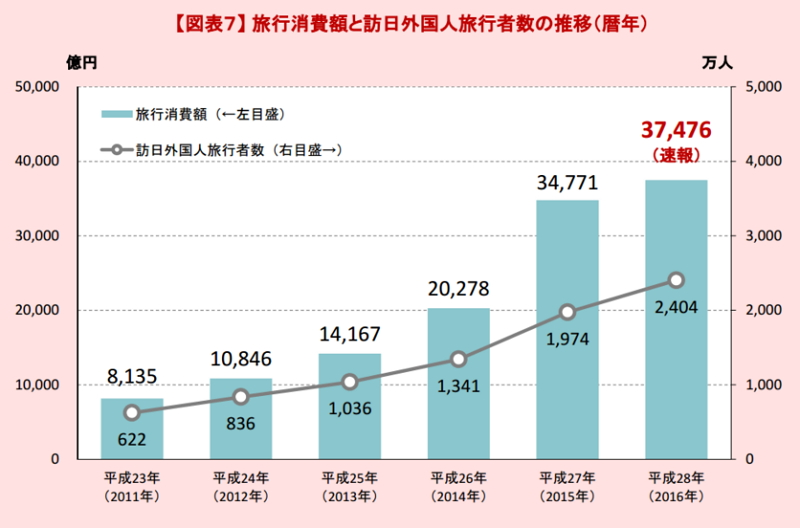 【図表7】 旅行消費額と訪日外国人旅行者数の推移(暦年)
億円 万人
50,000 5,000
旅行消費額 (←左目盛)
37,476
(速報)
訪日外国人旅行者数 (右目盛→)
40,000 4,000
34,771
30,000 3,000
20,278
2,404
20,000 2,000
14,167
1,974
10,846
1,341
8,135
10,000 1,000
1,036
836
622
0 0
平成23年 平成24年 平成25年 平成26年 平成27年 平成28年
(2011年) (2012年) (2013年) (2014年) (2015年) (2016年)